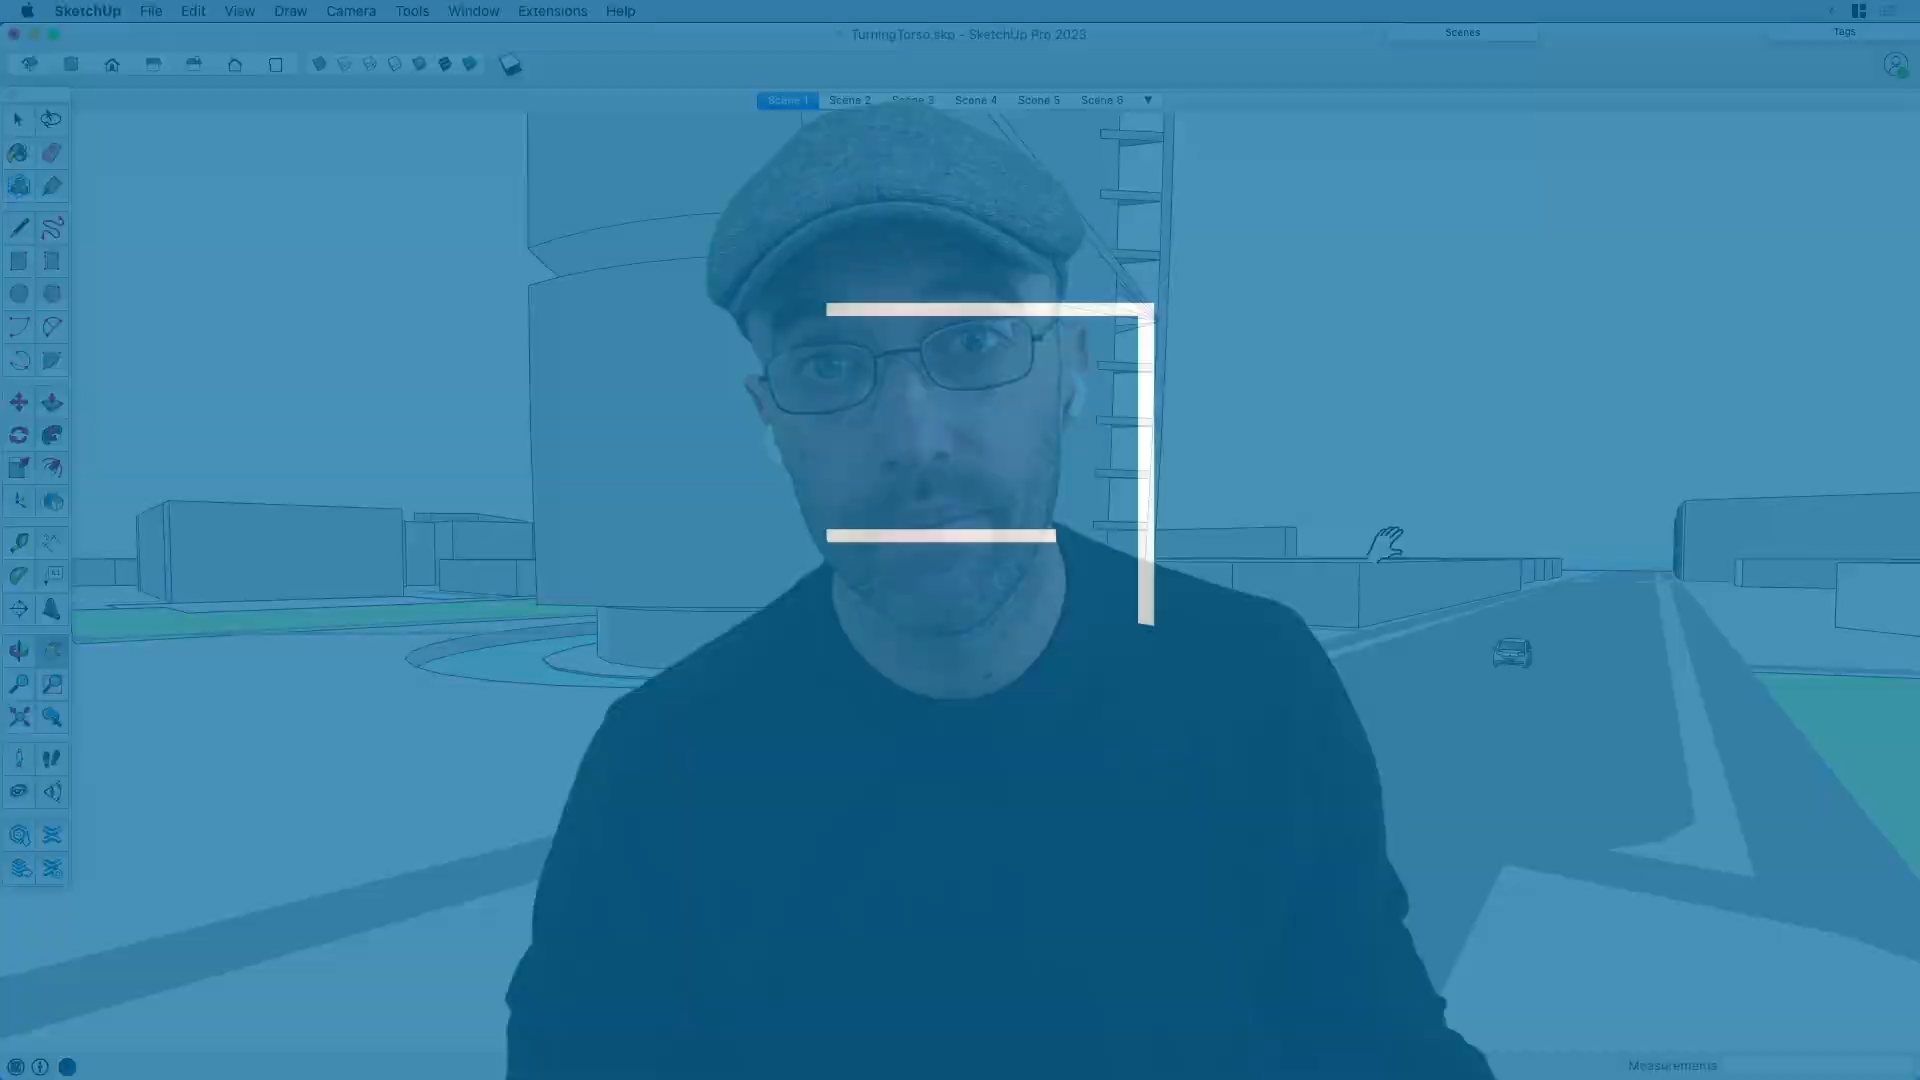 SketchUp File Edit View Draw Camera Tools Window Extensions Help
TurningTorso.skp - SketchUp Pro 2023
Scenes
Tags
Scene 1 Scene 2 Scene 3 Scene 4 Scene 5 Scene 6
Measurements